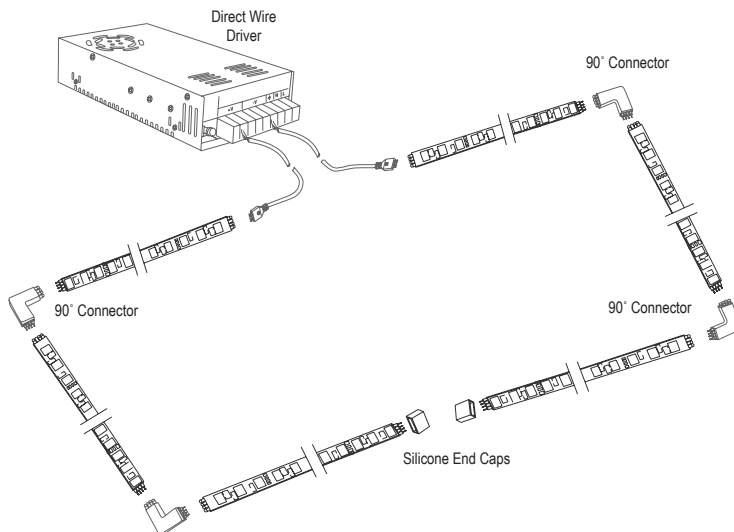 Direct Wire
Driver
90˚ Connector
90˚ Connector
90˚ Connector
Silicone End Caps